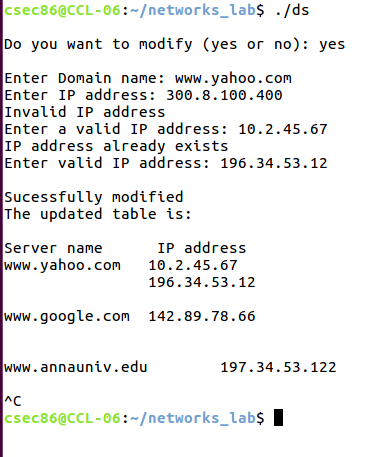 csec86@CCL-06:~/networks_lab$ ./ds
Do you want to modify (yes or no): yes
Enter Domain name: www.yahoo.com
Enter IP address: 300.8.100.400
Invalid IP address
Enter a valid IP address: 10.2.45.67
IP address already exists
Enter valid IP address: 196.34.53.12
Sucessfully modified
The updated table is:
Server name IP address
www.yahoo.com 10.2.45.67
196.34.53.12
www.google.com 142.89.78.66
www.annauniv.edu 197.34.53.122
^C
csec86@CCL-06:~/networks_lab$